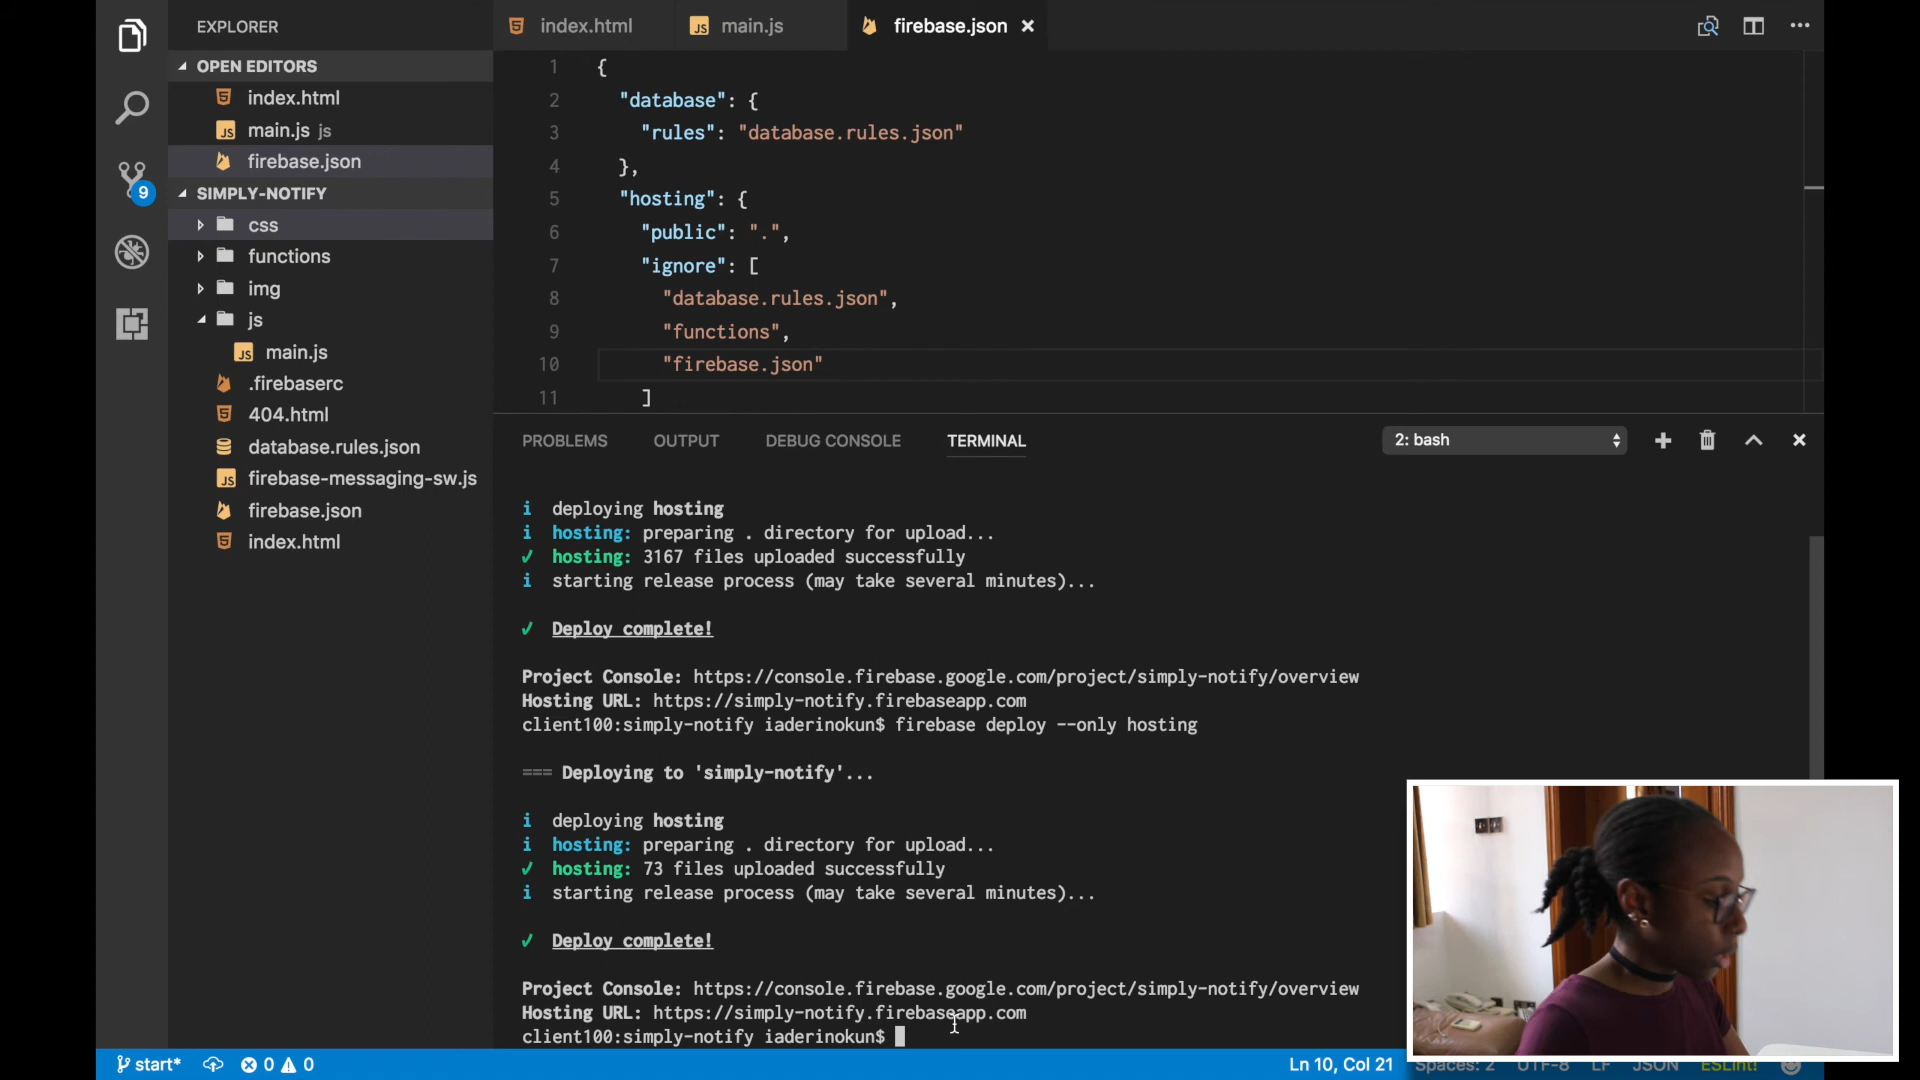 EXPLORER
OPEN EDITORS
index.html
main.js js
firebase.json
SIMPLY-NOTIFY
css
functions
img
js
main.js
.firebaserc
404.html
database.rules.json
firebase-messaging-sw.js
firebase.json
index.html
9
index.html
main.js
firebase.json
1 {
2 "database": {
3 "rules": "database.rules.json"
4 },
5 "hosting": {
6 "public": ".",
7 "ignore": [
8 "database.rules.json",
9 "functions",
10 "firebase.json"
11 ]
PROBLEMS OUTPUT DEBUG CONSOLE TERMINAL 2: bash
i deploying hosting
i hosting: preparing . directory for upload...
✓ hosting: 3167 files uploaded successfully
i starting release process (may take several minutes)...
✓ Deploy complete!
Project Console: https://console.firebase.google.com/project/simply-notify/overview
Hosting URL: https://simply-notify.firebaseapp.com
client100:simply-notify iaderinokun$ firebase deploy --only hosting
=== Deploying to 'simply-notify'...
i deploying hosting
i hosting: preparing . directory for upload...
✓ hosting: 73 files uploaded successfully
i starting release process (may take several minutes)...
✓ Deploy complete!
Project Console: https://console.firebase.google.com/project/simply-notify/overview
Hosting URL: https://simply-notify.firebaseapp.com
client100:simply-notify iaderinokun$
start* 0 0 Ln 10, Col 21 Spaces: 2 UTF-8 LF JSON ESLint!